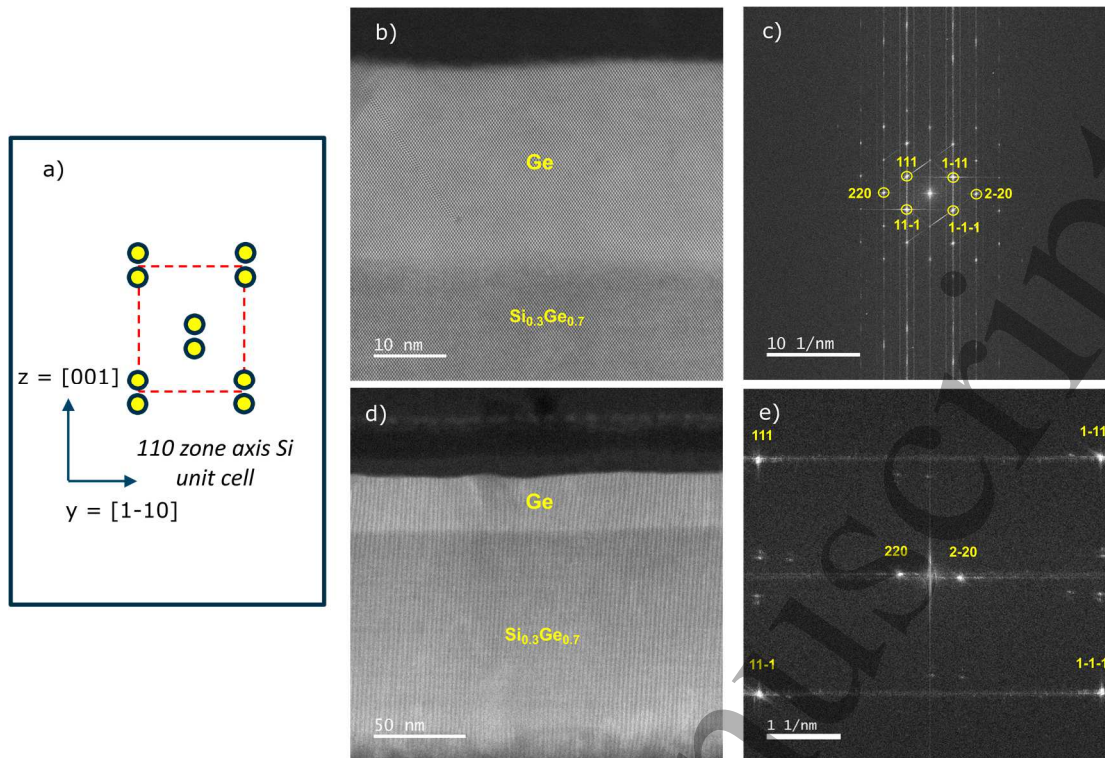 a)
z = [001]
110 zone axis Si
unit cell
y = [1-10]
b)
Ge
Si0.3Ge0.7
10 nm
c)
111
1-11
220
2-20
11-1
1-1-1
10 1/nm
d)
Ge
Si0.3Ge0.7
50 nm
e)
111
1-11
220
2-20
11-1
1-1-1
1 1/nm